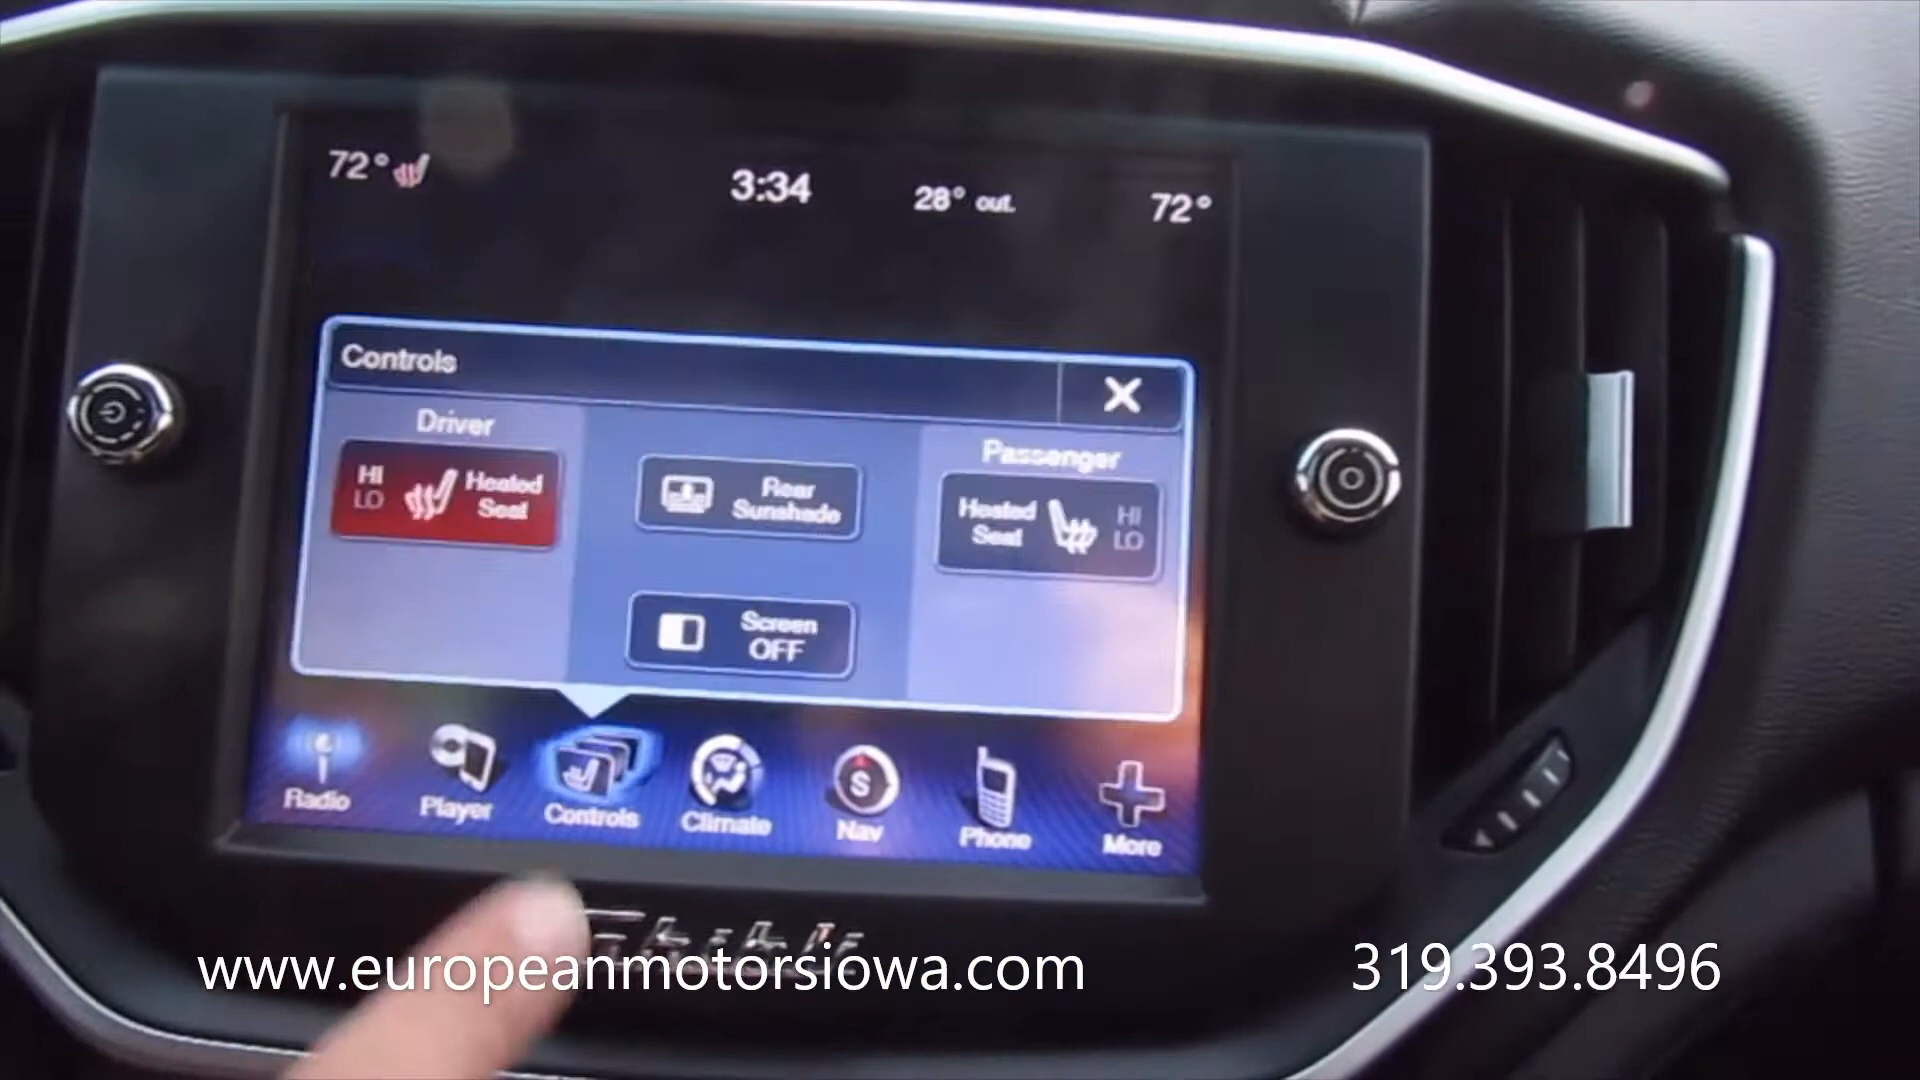 72° 3:34 28° out. 72°
Controls X
Driver
HI
LO
Heated
Seat
Rear
Sunshade
Passenger
Heated
Seat
HI
LO
Screen
OFF
Radio Player Controls Climate S Nav Phone More
www.europeanmotorsiowa.com 319.393.8496